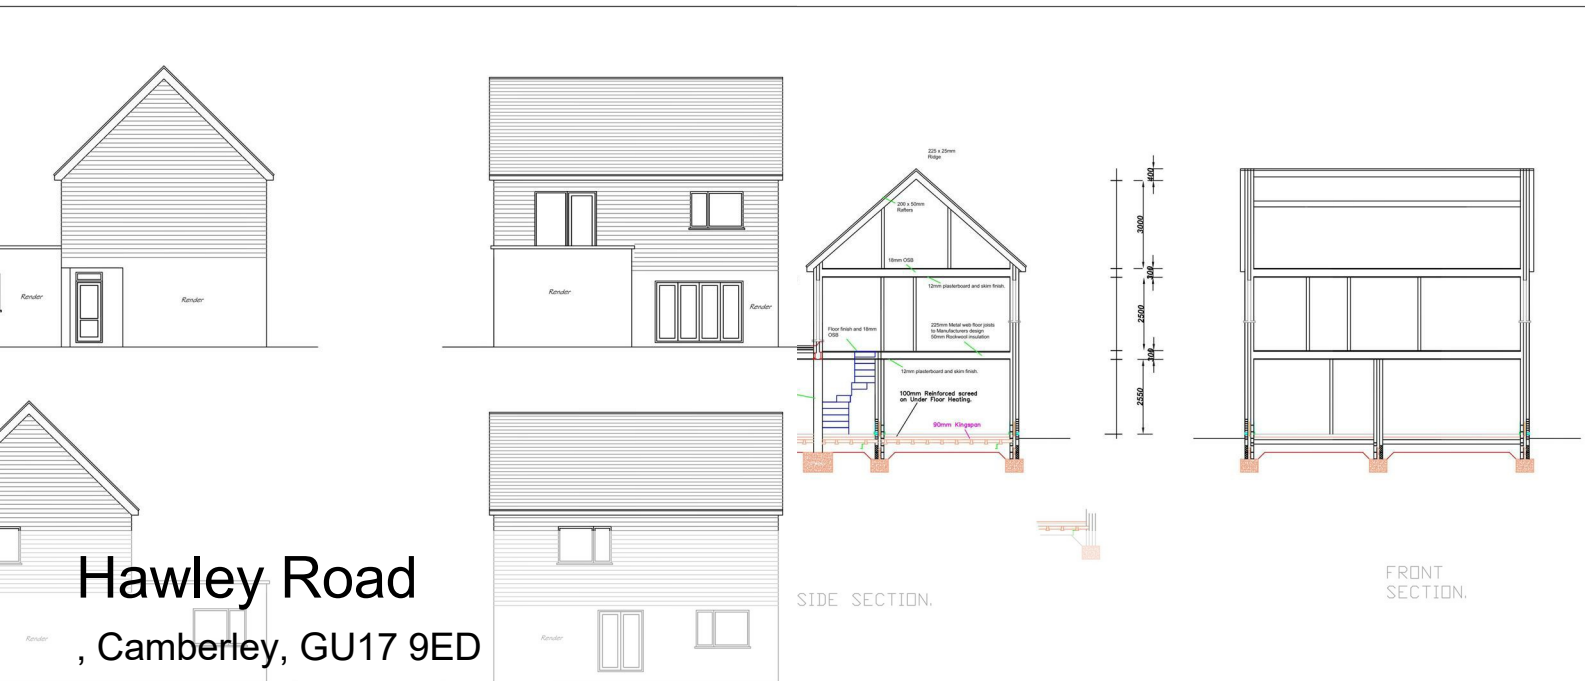 Render
Render
Render
Render
225 x 25mm
Ridge
200 x 50mm
Rafters
18mm OSB
12mm plasterboard and skim finish.
Floor finish and 18mm
OSB
225mm Metal web floor joists
to Manufacturers design
50mm Rockwool insulation
12mm plasterboard and skim finish.
100mm Reinforced screed
on Under Floor Heating.
90mm Kingspan
400
3000
300
2500
300
2550
SIDE SECTION.
FRONT
SECTION.
Render
Render
Hawley Road
, Camberley, GU17 9ED